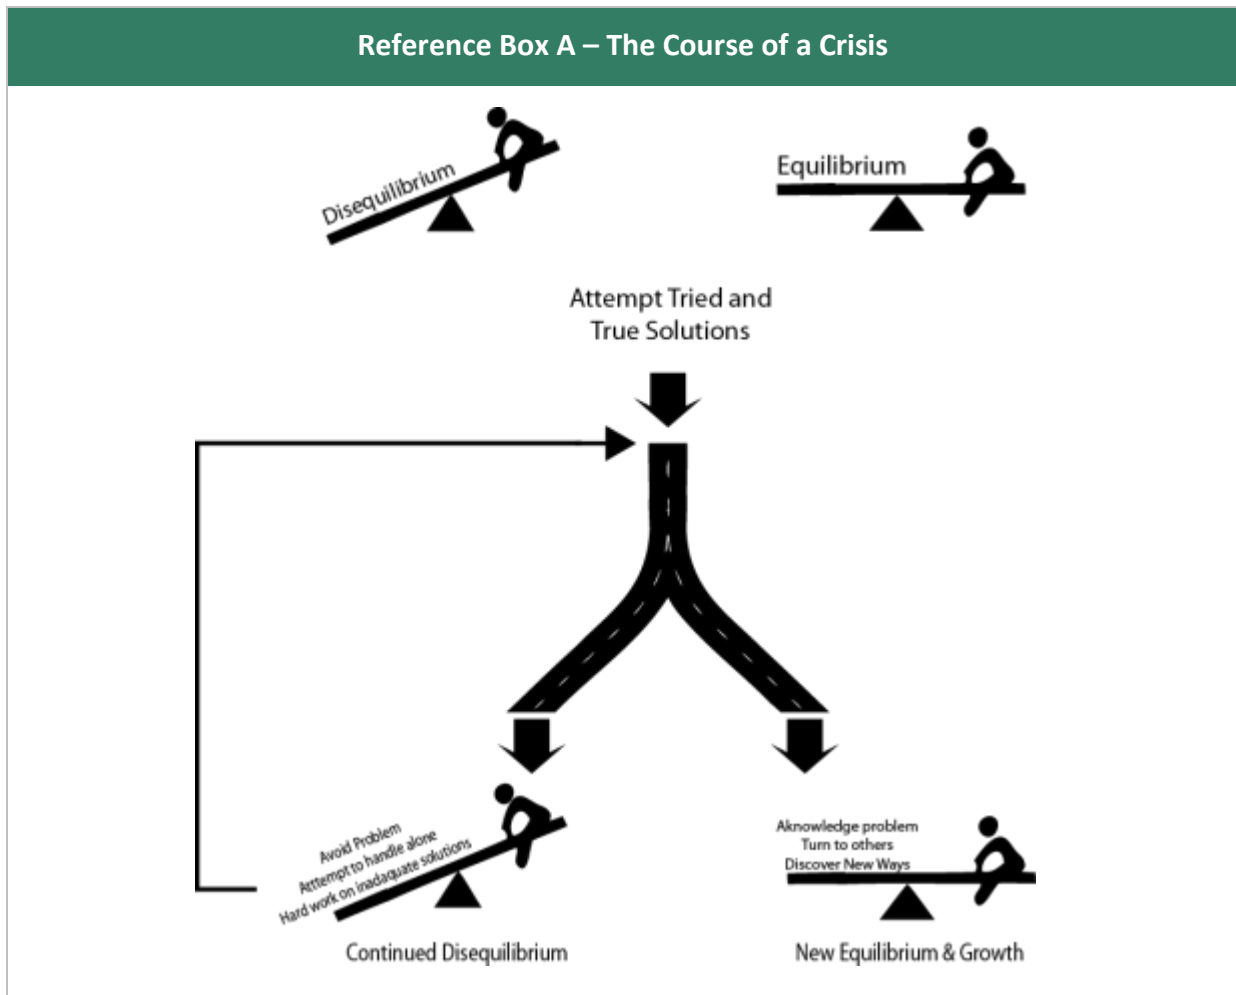 Reference Box A – The Course of a Crisis
Disequilibrium
Equilibrium
Attempt Tried and
True Solutions
Avoid Problem
Atttempt to handle alone
Hard work on inadaquate solutions
Continued Disequilibrium
Aknowledge problem
Turn to others
Discover New Ways
New Equilibrium & Growth